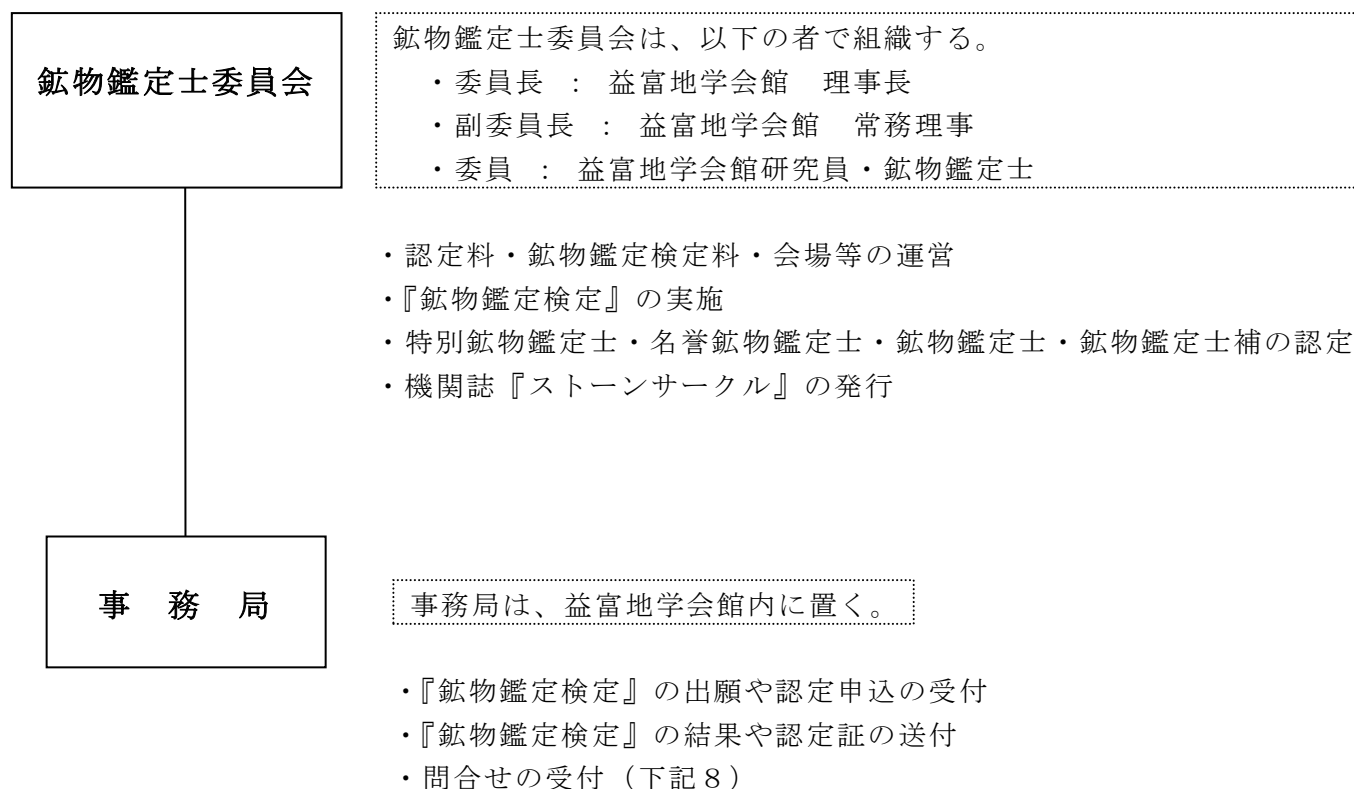 鉱物鑑定士委員会
鉱物鑑定士委員会は、以下の者で組織する。
・委員長 : 益富地学会館 理事長
・副委員長 : 益富地学会館 常務理事
・委員 : 益富地学会館研究員・鉱物鑑定士
・認定料・鉱物鑑定検定料・会場等の運営
・『鉱物鑑定検定』の実施
・特別鉱物鑑定士・名誉鉱物鑑定士・鉱物鑑定士・鉱物鑑定士補の認定
・機関誌『ストーンサークル』の発行
事 務 局
事務局は、益富地学会館内に置く。
・『鉱物鑑定検定』の出願や認定申込の受付
・『鉱物鑑定検定』の結果や認定証の送付
・問合せの受付(下記8)